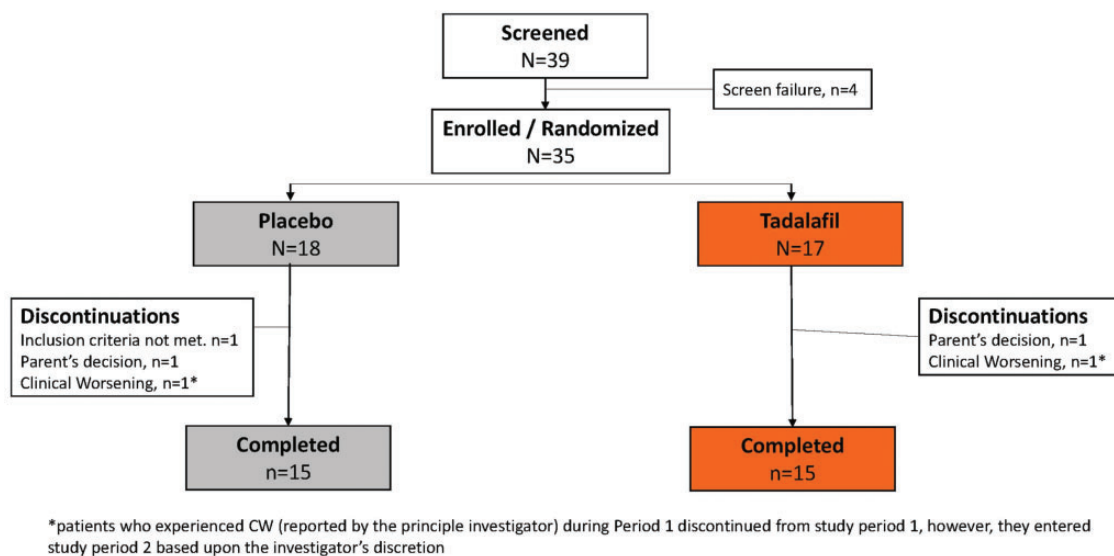 Screened
N=39
Screen failure, n=4
Enrolled / Randomized
N=35
Placebo
N=18
Tadalafil
N=17
Discontinuations
Inclusion criteria not met. n=1
Parent's decision, n=1
Clinical Worsening, n=1*
Discontinuations
Parent's decision, n=1
Clinical Worsening, n=1*
Completed
n=15
Completed
n=15
*patients who experienced CW (reported by the principle investigator) during Period 1 discontinued from study period 1, however, they entered
study period 2 based upon the investigator's discretion